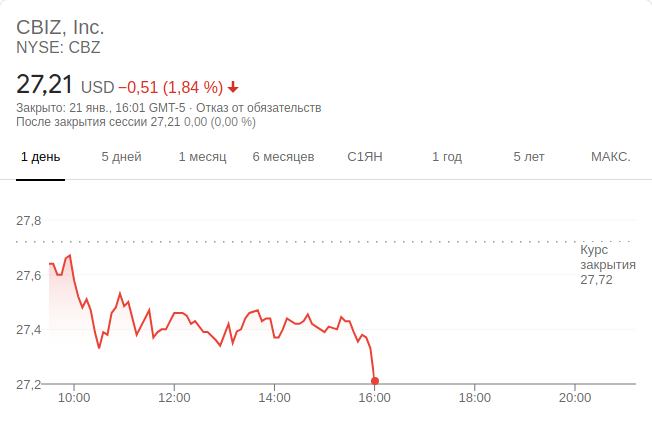 CBIZ, Inc.
NYSE: CBZ
27,21 USD −0,51 (1,84 %)
Закрыто: 21 янв., 16:01 GMT-5 · Отказ от обязательств
После закрытия сессии 27,21 0,00 (0,00 %)
1 день 5 дней 1 месяц 6 месяцев С1ЯН 1 год 5 лет МАКС.
27,8
Курс
закрытия
27,72
27,6
27,4
27,2
10:00 12:00 14:00 16:00 18:00 20:00